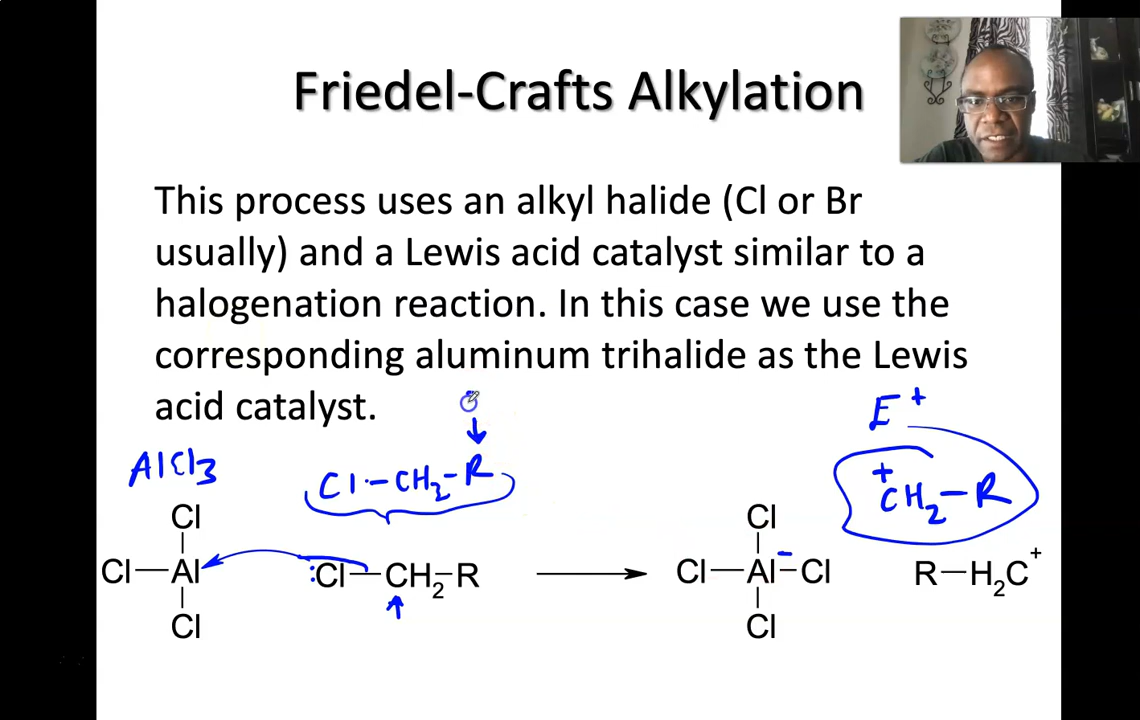 Friedel-Crafts Alkylation
This process uses an alkyl halide (Cl or Br
usually) and a Lewis acid catalyst similar to a
halogenation reaction. In this case we use the
corresponding aluminum trihalide as the Lewis
acid catalyst.
E+
AlCl3
Cl·–CH2–R
+CH2–R
Cl
Cl—Al
Cl
:Cl—CH2–R
Cl
Cl—Al–Cl
Cl
R—H2C+